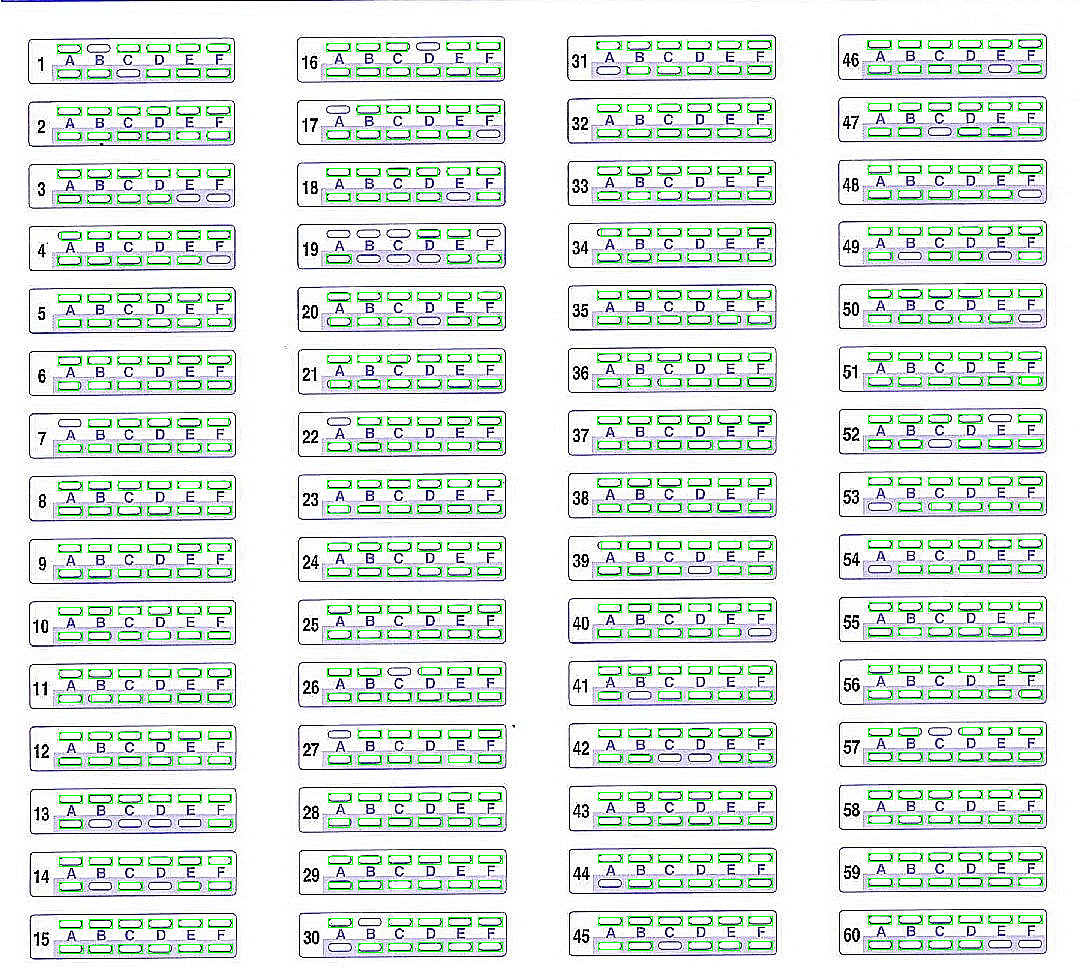 1 A B C D E F
2 A B C D E F
3 A B C D E F
4 A B C D E F
5 A B C D E F
6 A B C D E F
7 A B C D E F
8 A B C D E F
9 A B C D E F
10 A B C D E F
11 A B C D E F
12 A B C D E F
13 A B C D E F
14 A B C D E F
15 A B C D E F
16 A B C D E F
17 A B C D E F
18 A B C D E F
19 A B C D E F
20 A B C D E F
21 A B C D E F
22 A B C D E F
23 A B C D E F
24 A B C D E F
25 A B C D E F
26 A B C D E F
27 A B C D E F
28 A B C D E F
29 A B C D E F
30 A B C D E F
31 A B C D E F
32 A B C D E F
33 A B C D E F
34 A B C D E F
35 A B C D E F
36 A B C D E F
37 A B C D E F
38 A B C D E F
39 A B C D E F
40 A B C D E F
41 A B C D E F
42 A B C D E F
43 A B C D E F
44 A B C D E F
45 A B C D E F
46 A B C D E F
47 A B C D E F
48 A B C D E F
49 A B C D E F
50 A B C D E F
51 A B C D E F
52 A B C D E F
53 A B C D E F
54 A B C D E F
55 A B C D E F
56 A B C D E F
57 A B C D E F
58 A B C D E F
59 A B C D E F
60 A B C D E F